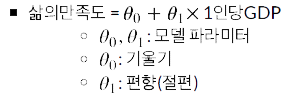 ▪ 삶의만족도 = θ₀ + θ₁ × 1인당GDP
◦ θ₀, θ₁ : 모델 파라미터
◦ θ₀: 기울기
◦ θ₁: 편향(절편)